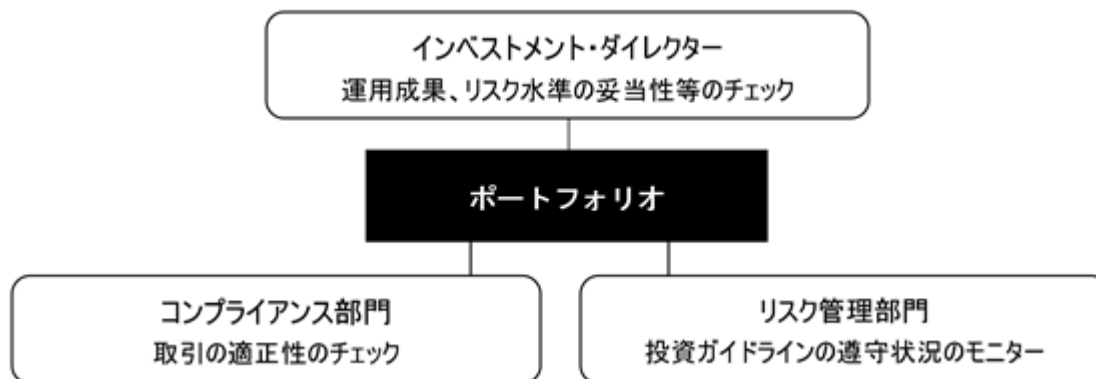 インベストメント・ダイレクター
運用成果、リスク水準の妥当性等のチェック
ポートフォリオ
コンプライアンス部門
取引の適正性のチェック
リスク管理部門
投資ガイドラインの遵守状況のモニター